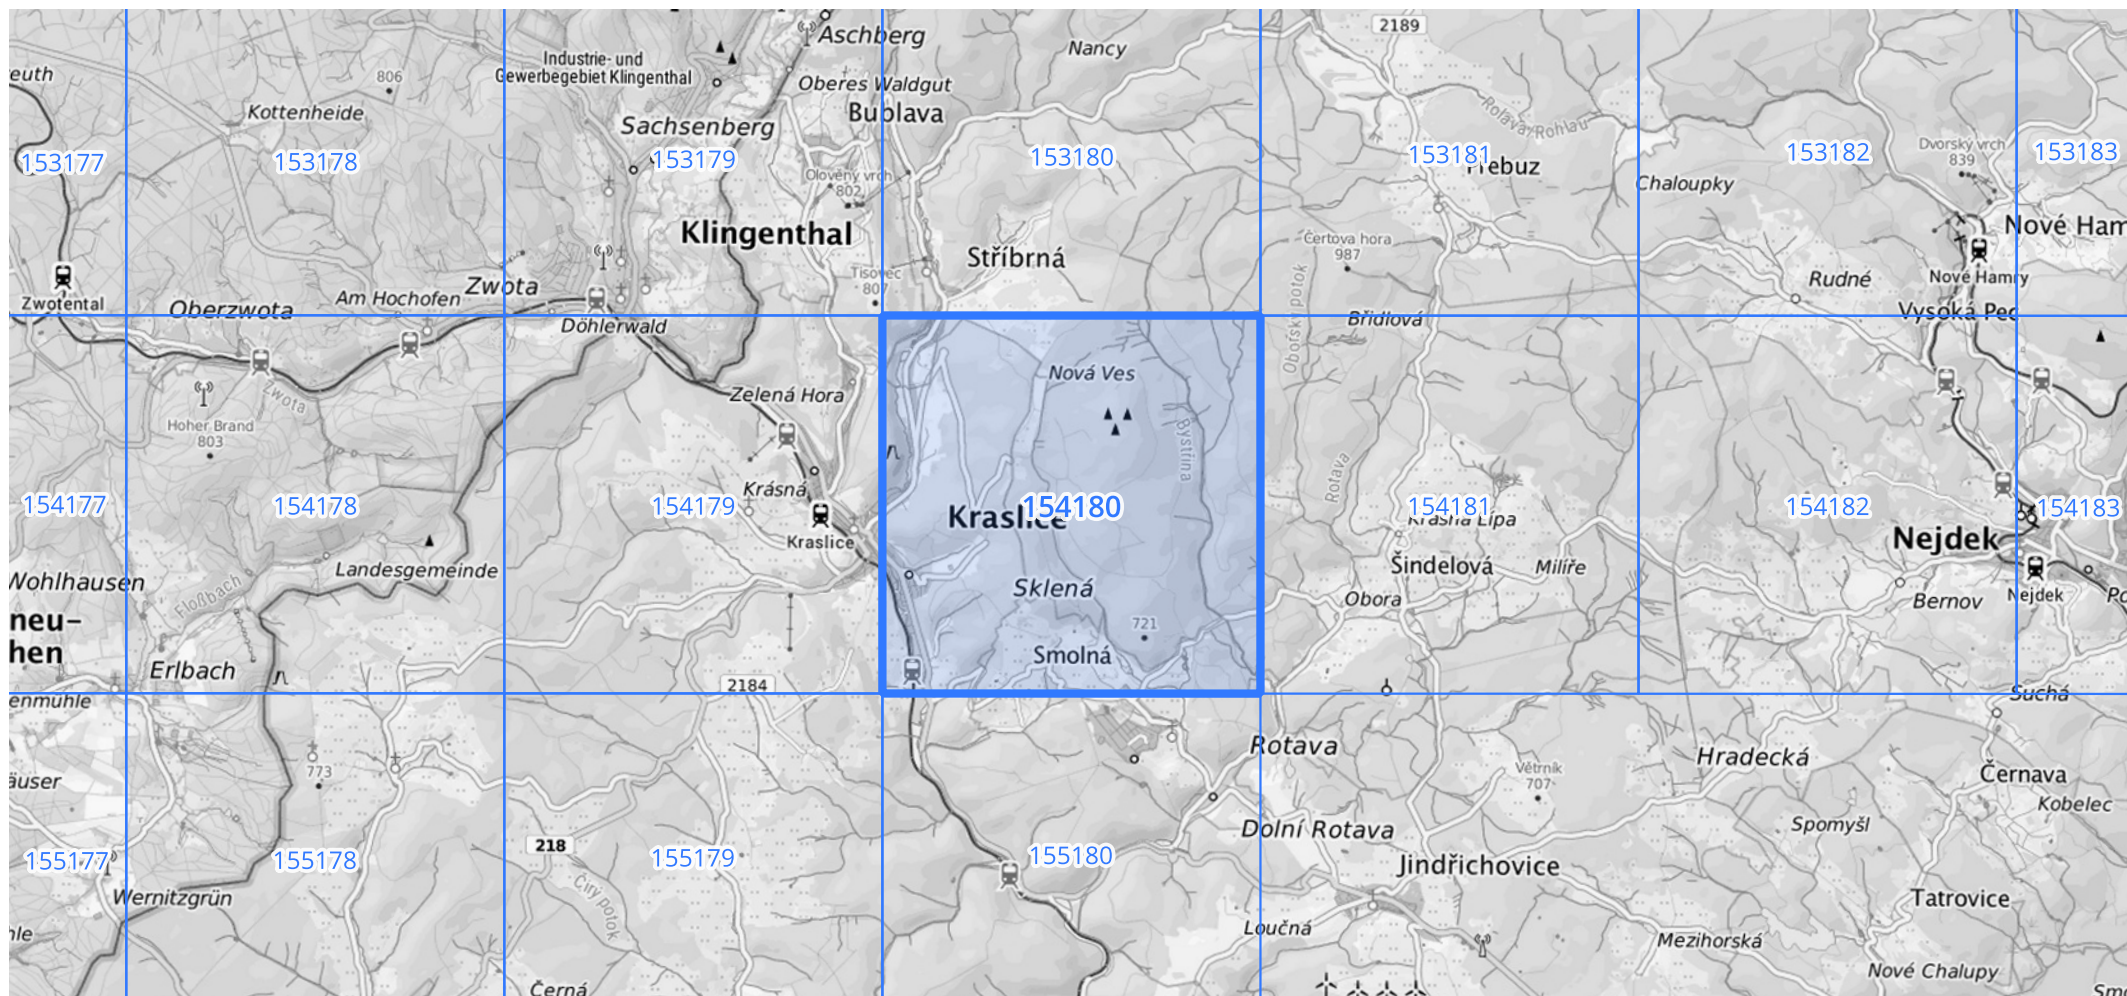 2189
Aschberg
Nancy
Industrie- und
Gewerbegebiet Klingenthal
euth
806
Oberes Waldgut
Kottenheide
Bublava
Rolava/Rohlau
Sachsenberg
153177
153178
153179
153180
153181
153182
153183
Dvorský vrch
839
Olověný vrch
802
Chaloupky
Klingenthal
Nové Ham
Čertova hora
987
Stříbrná
Tisovec
807
Rudné
Nové Hamry
Zwotental
Oberzwota
Am Hochofen
Zwota
Döhlerwald
Obořský potok
Břidlová
Vysoká Pec
Nová Ves
Zelená Hora
Zwota
Hoher Brand
803
Bystřina
Rotava
Krásná
154177
154178
154179
Kraslice
154180
154181
154182
154183
Krásná Lípa
Kraslice
Nejdek
Landesgemeinde
Wohlhausen
Floßbach
Sklená
Šindelová
Milíře
Obora
Bernov
Nejdek
neu-
hen
721
Erlbach
Smolná
2184
Suchá
enmuhle
Rotava
Hradecká
773
Větrník
707
Černava
äuser
Kobelec
Spomyšl
Dolní Rotava
218
155177
155178
155179
155180
Jindřichovice
Čirý potok
Wernitzgrün
Tatrovice
Loučná
Mezihorská
Nové Chalupy
Černá